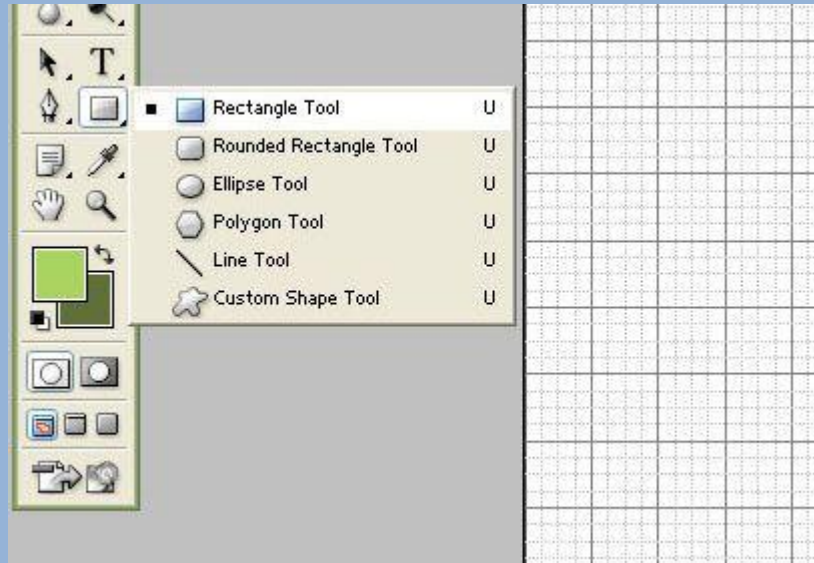 T
Rectangle Tool U
Rounded Rectangle Tool U
Ellipse Tool U
Polygon Tool U
Line Tool U
Custom Shape Tool U